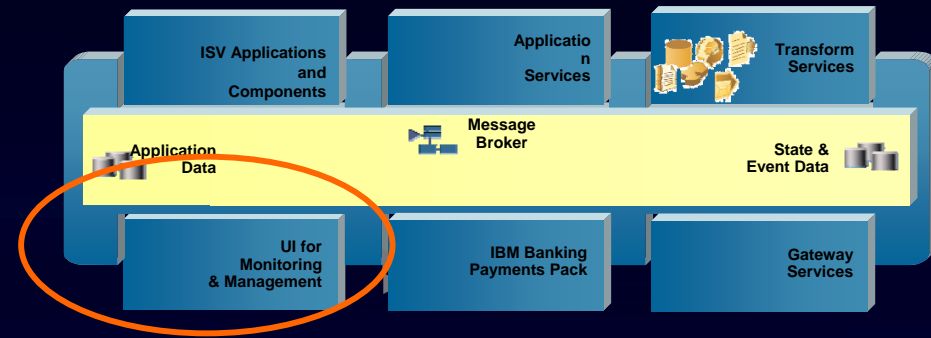 ISV Applications
and
Components
Applicatio
n
Services
Transform
Services
Application
Data
Message
Broker
State &
Event Data
UI for
Monitoring
& Management
IBM Banking
Payments Pack
Gateway
Services